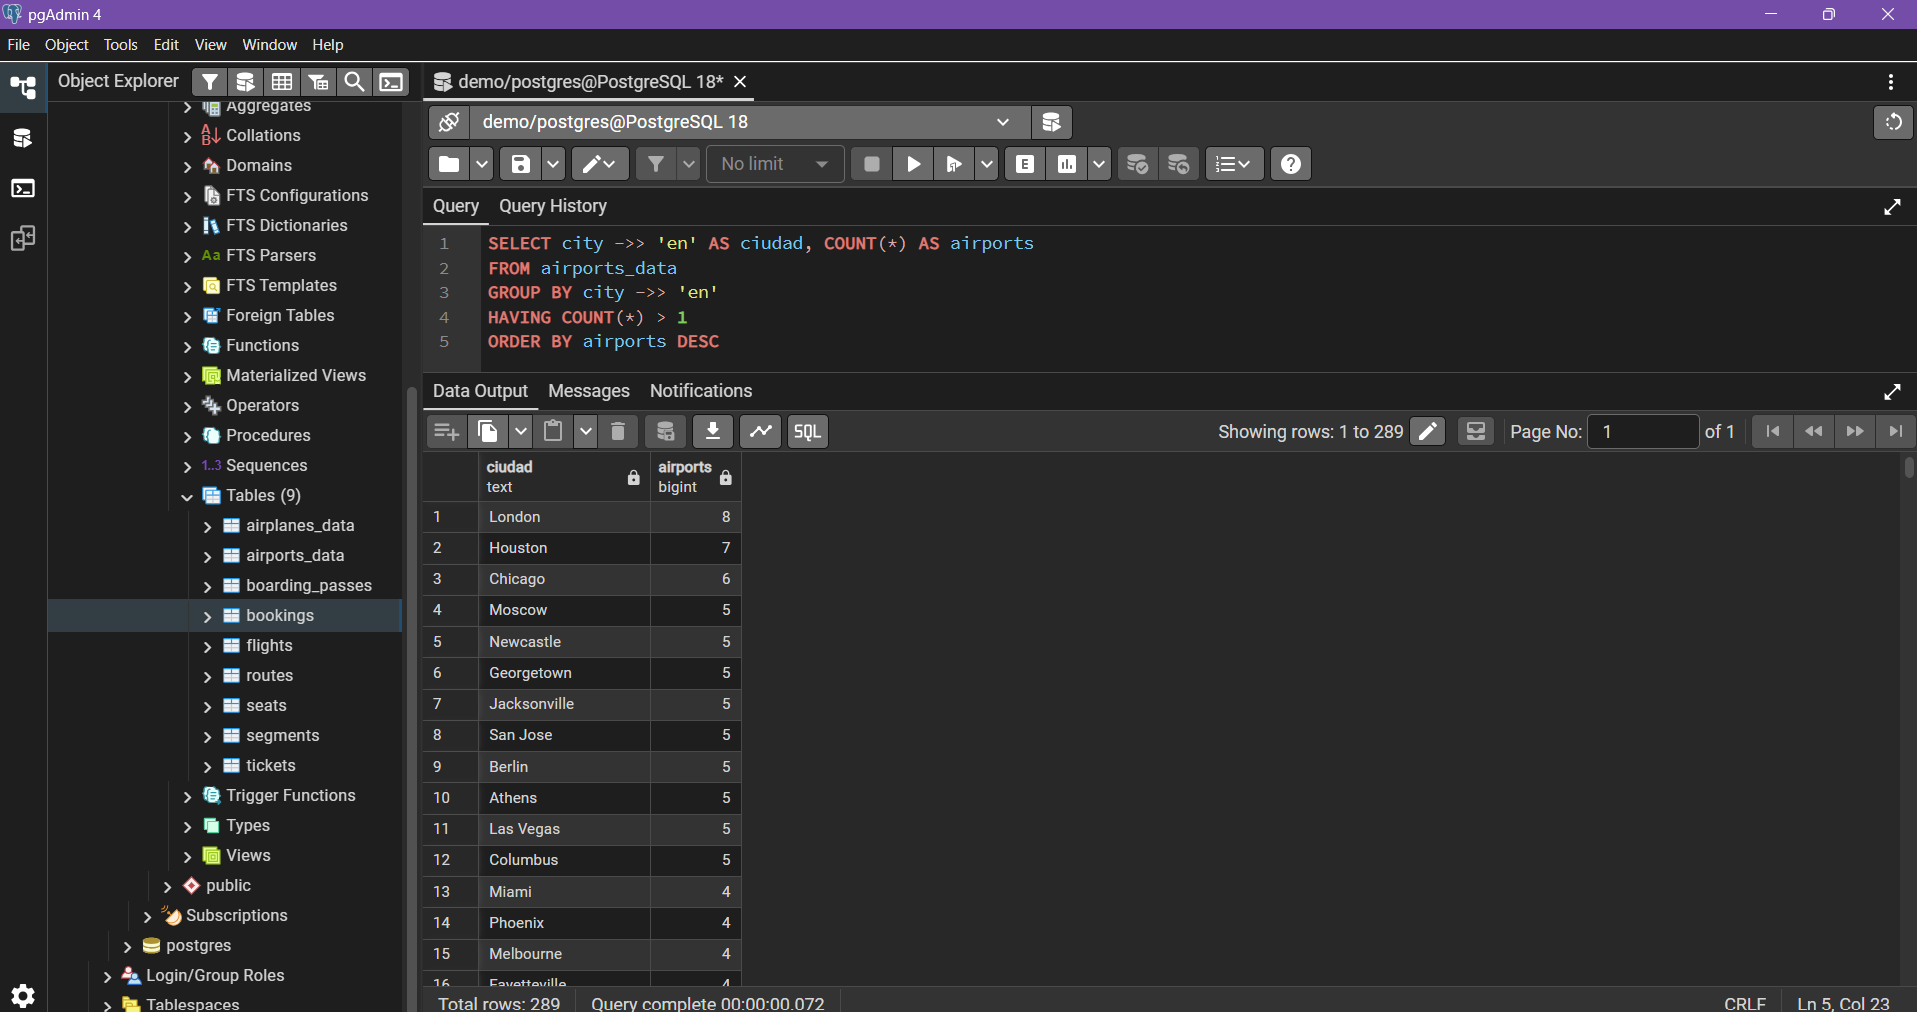 pgAdmin 4
File Object Tools Edit View Window Help
Object Explorer
demo/postgres@PostgreSQL 18*
Aggregates
Collations
Domains
FTS Configurations
FTS Dictionaries
Aa FTS Parsers
FTS Templates
Foreign Tables
Functions
Materialized Views
Operators
Procedures
1..3 Sequences
Tables (9)
airplanes_data
airports_data
boarding_passes
bookings
flights
routes
seats
segments
tickets
Trigger Functions
Types
Views
public
Subscriptions
postgres
Login/Group Roles
Tablespaces
demo/postgres@PostgreSQL 18
No limit
E
Query Query History
1 SELECT city ->> 'en' AS ciudad, COUNT(*) AS airports
2 FROM airports_data
3 GROUP BY city ->> 'en'
4 HAVING COUNT(*) > 1
5 ORDER BY airports DESC
Data Output Messages Notifications
SQL Showing rows: 1 to 289 Page No: 1 of 1
ciudad airports
text bigint
1 London 8
2 Houston 7
3 Chicago 6
4 Moscow 5
5 Newcastle 5
6 Georgetown 5
7 Jacksonville 5
8 San Jose 5
9 Berlin 5
10 Athens 5
11 Las Vegas 5
12 Columbus 5
13 Miami 4
14 Phoenix 4
15 Melbourne 4
16 Fayetteville 4
Total rows: 289 Query complete 00:00:00.072 CRLF Ln 5, Col 23